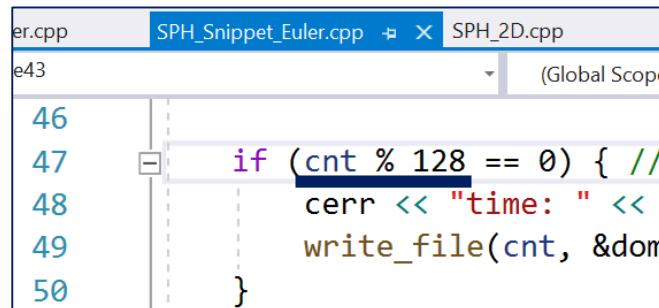 er.cpp SPH_Snippet_Euler.cpp SPH_2D.cpp
e43 (Global Scop
46
47 if (cnt % 128 == 0) { //
48 cerr << "time: " <<
49 write_file(cnt, &dom
50 }